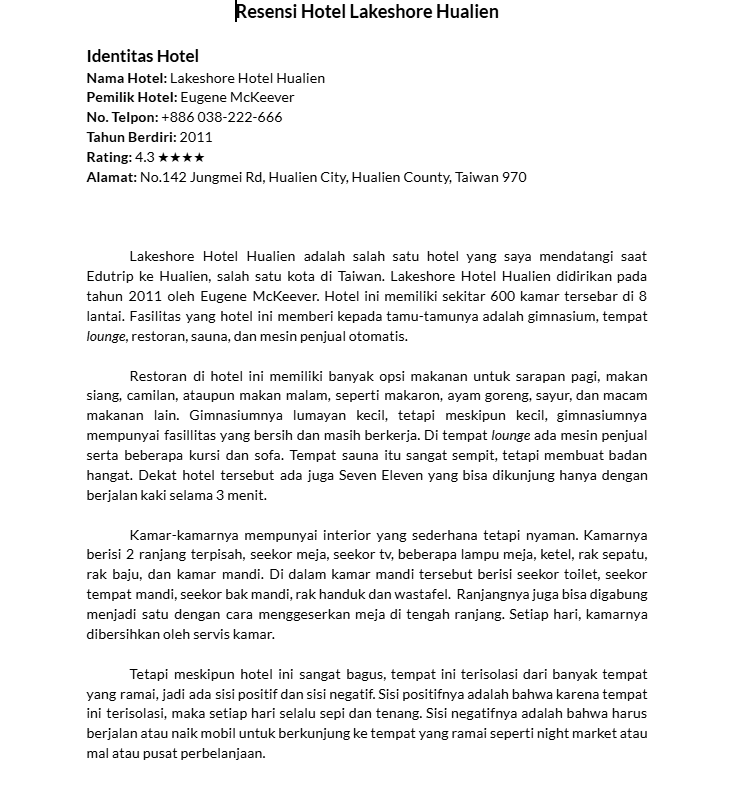 Resensi Hotel Lakeshore Hualien
Identitas Hotel
Nama Hotel: Lakeshore Hotel Hualien
Pemilik Hotel: Eugene McKeever
No. Telpon: +886 038-222-666
Tahun Berdiri: 2011
Rating: 4.3 ★★★★
Alamat: No.142 Jungmei Rd, Hualien City, Hualien County, Taiwan 970
Lakeshore Hotel Hualien adalah salah satu hotel yang saya mendatangi saat
Edutrip ke Hualien, salah satu kota di Taiwan. Lakeshore Hotel Hualien didirikan pada
tahun 2011 oleh Eugene McKeever. Hotel ini memiliki sekitar 600 kamar tersebar di 8
lantai. Fasilitas yang hotel ini memberi kepada tamu-tamunya adalah gimnasium, tempat
lounge, restoran, sauna, dan mesin penjual otomatis.
Restoran di hotel ini memiliki banyak opsi makanan untuk sarapan pagi, makan
siang, camilan, ataupun makan malam, seperti makaron, ayam goreng, sayur, dan macam
makanan lain. Gimnasiumnya lumayan kecil, tetapi meskipun kecil, gimnasiumnya
mempunyai fasillitas yang bersih dan masih berkerja. Di tempat lounge ada mesin penjual
serta beberapa kursi dan sofa. Tempat sauna itu sangat sempit, tetapi membuat badan
hangat. Dekat hotel tersebut ada juga Seven Eleven yang bisa dikunjung hanya dengan
berjalan kaki selama 3 menit.
Kamar-kamarnya mempunyai interior yang sederhana tetapi nyaman. Kamarnya
berisi 2 ranjang terpisah, seekor meja, seekor tv, beberapa lampu meja, ketel, rak sepatu,
rak baju, dan kamar mandi. Di dalam kamar mandi tersebut berisi seekor toilet, seekor
tempat mandi, seekor bak mandi, rak handuk dan wastafel. Ranjangnya juga bisa digabung
menjadi satu dengan cara menggeserkan meja di tengah ranjang. Setiap hari, kamarnya
dibersihkan oleh servis kamar.
Tetapi meskipun hotel ini sangat bagus, tempat ini terisolasi dari banyak tempat
yang ramai, jadi ada sisi positif dan sisi negatif. Sisi positifnya adalah bahwa karena tempat
ini terisolasi, maka setiap hari selalu sepi dan tenang. Sisi negatifnya adalah bahwa harus
berjalan atau naik mobil untuk berkunjung ke tempat yang ramai seperti night market atau
mal atau pusat perbelanjaan.